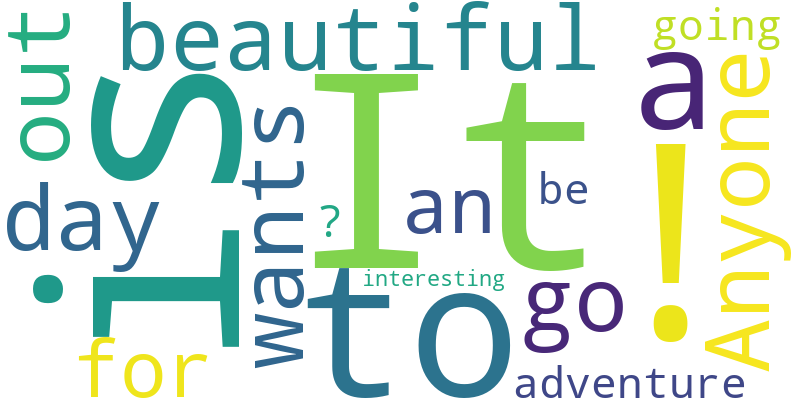 beautiful
going
out
is
It
a
Anyone
wants
day
?
an
be
!
interesting
to
go
for
adventure